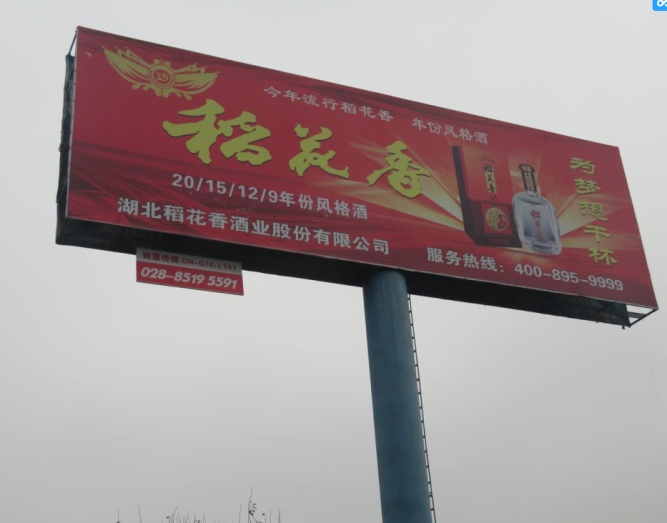 今年流行稻花香 年份风格酒
稻花香
20/15/12/9年份风格酒
湖北稻花香酒业股份有限公司
为梦想干杯
服务热线：400-895-9999
028-8519 5591